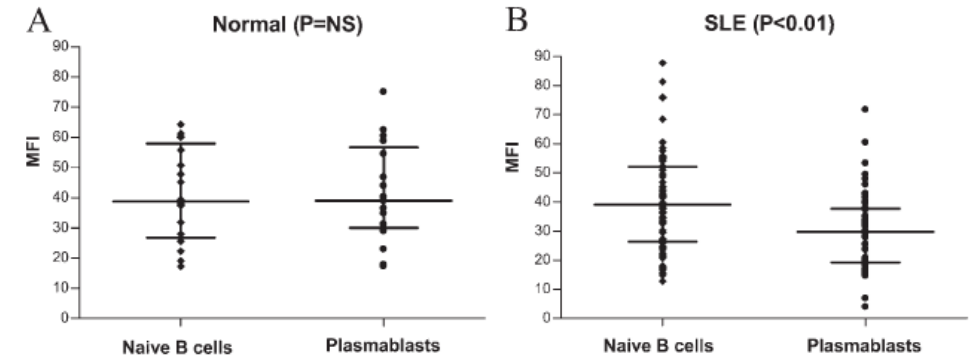 A
Normal (P=NS)
90
80
70
60
50
40
30
20
10
0
MFI
Naive B cells
Plasmablasts
B
SLE (P<0.01)
90
80
70
60
50
40
30
20
10
0
MFI
Naive B cells
Plasmablasts